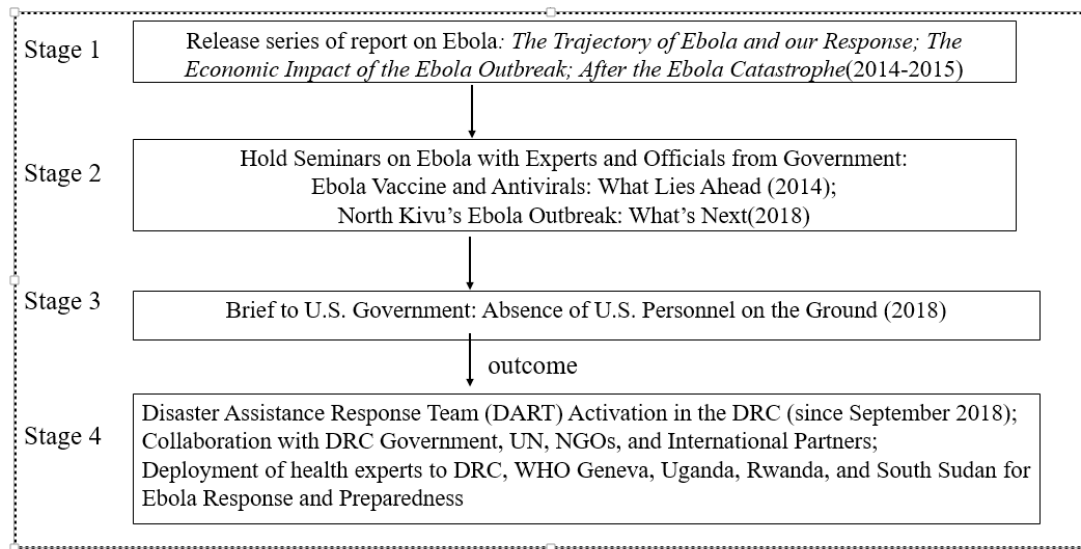 Stage 1
Release series of report on Ebola: The Trajectory of Ebola and our Response; The
Economic Impact of the Ebola Outbreak; After the Ebola Catastrophe(2014-2015)
Stage 2
Hold Seminars on Ebola with Experts and Officials from Government:
Ebola Vaccine and Antivirals: What Lies Ahead (2014);
North Kivu’s Ebola Outbreak: What’s Next(2018)
Stage 3
Brief to U.S. Government: Absence of U.S. Personnel on the Ground (2018)
outcome
Stage 4
Disaster Assistance Response Team (DART) Activation in the DRC (since September 2018);
Collaboration with DRC Government, UN, NGOs, and International Partners;
Deployment of health experts to DRC, WHO Geneva, Uganda, Rwanda, and South Sudan for
Ebola Response and Preparedness